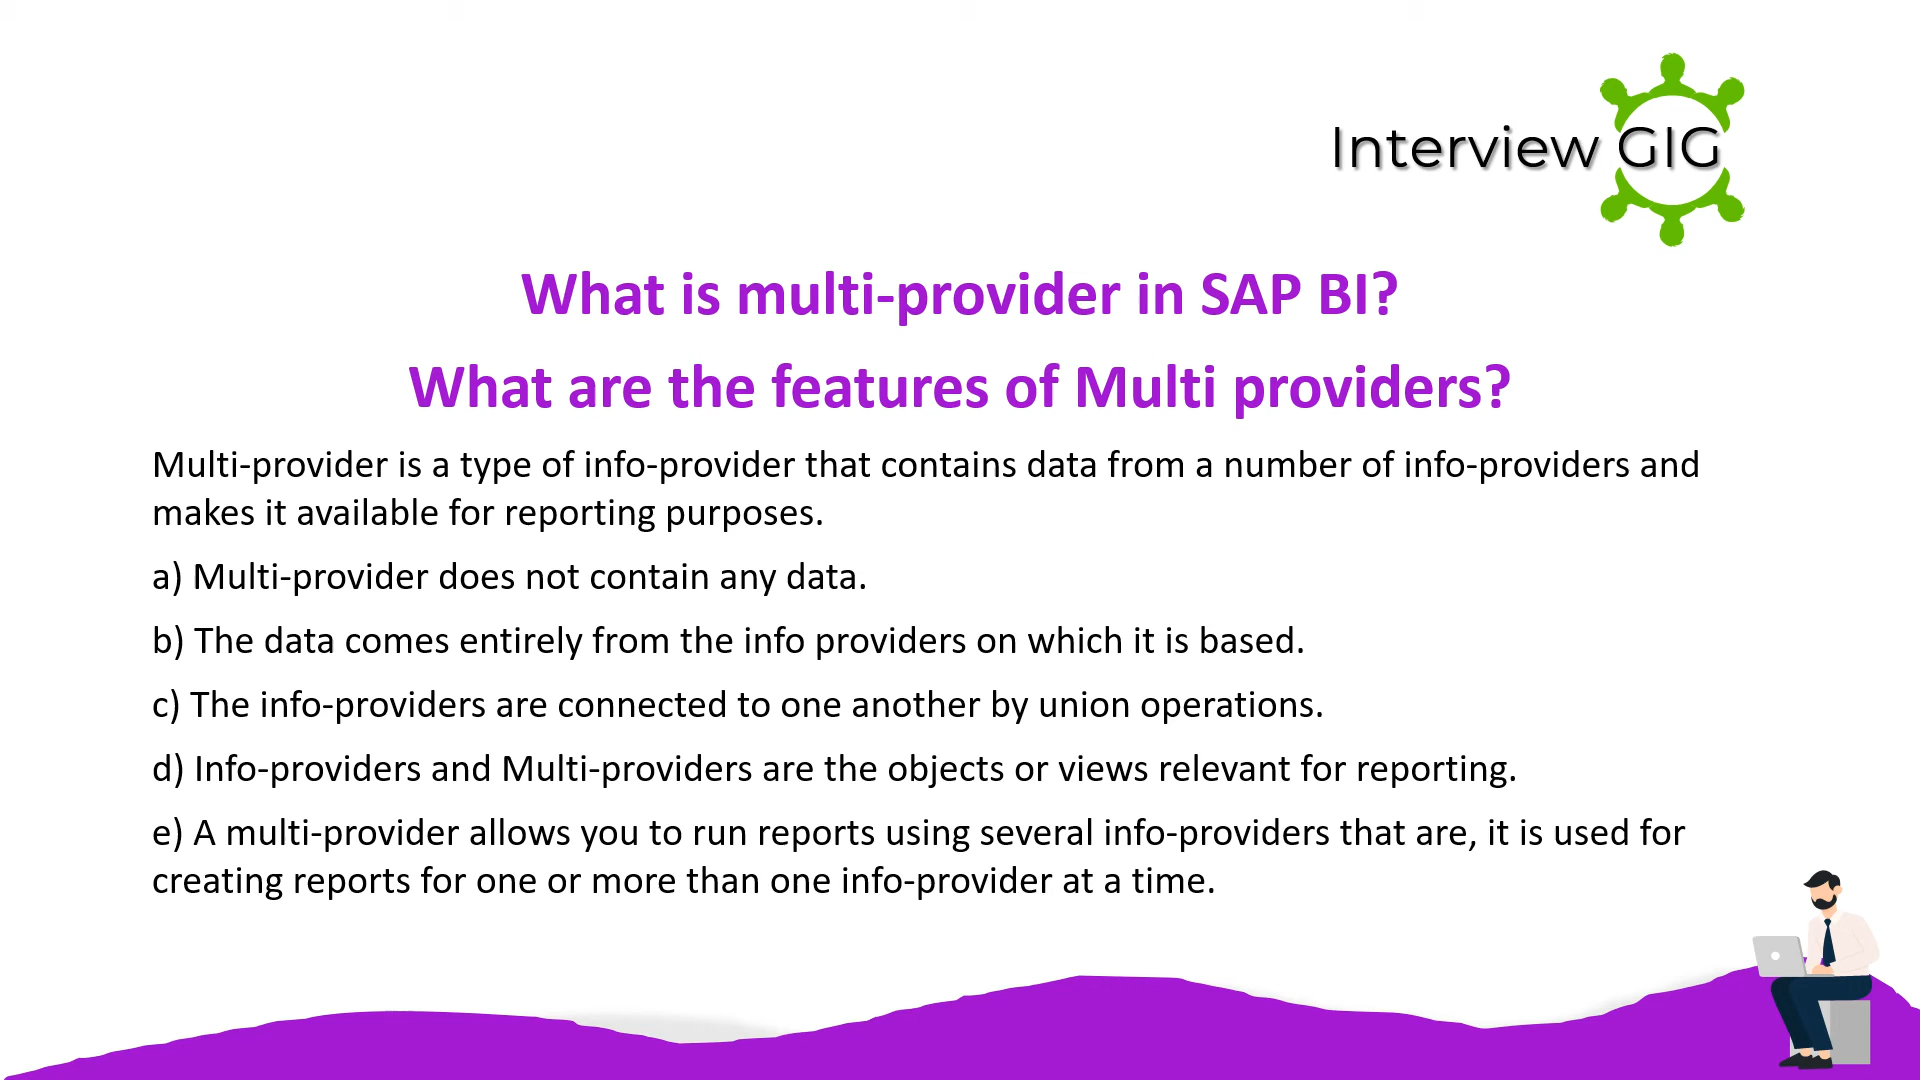 Interview GIG
What is multi-provider in SAP BI?
What are the features of Multi providers?
Multi-provider is a type of info-provider that contains data from a number of info-providers and
makes it available for reporting purposes.
a) Multi-provider does not contain any data.
b) The data comes entirely from the info providers on which it is based.
c) The info-providers are connected to one another by union operations.
d) Info-providers and Multi-providers are the objects or views relevant for reporting.
e) A multi-provider allows you to run reports using several info-providers that are, it is used for
creating reports for one or more than one info-provider at a time.